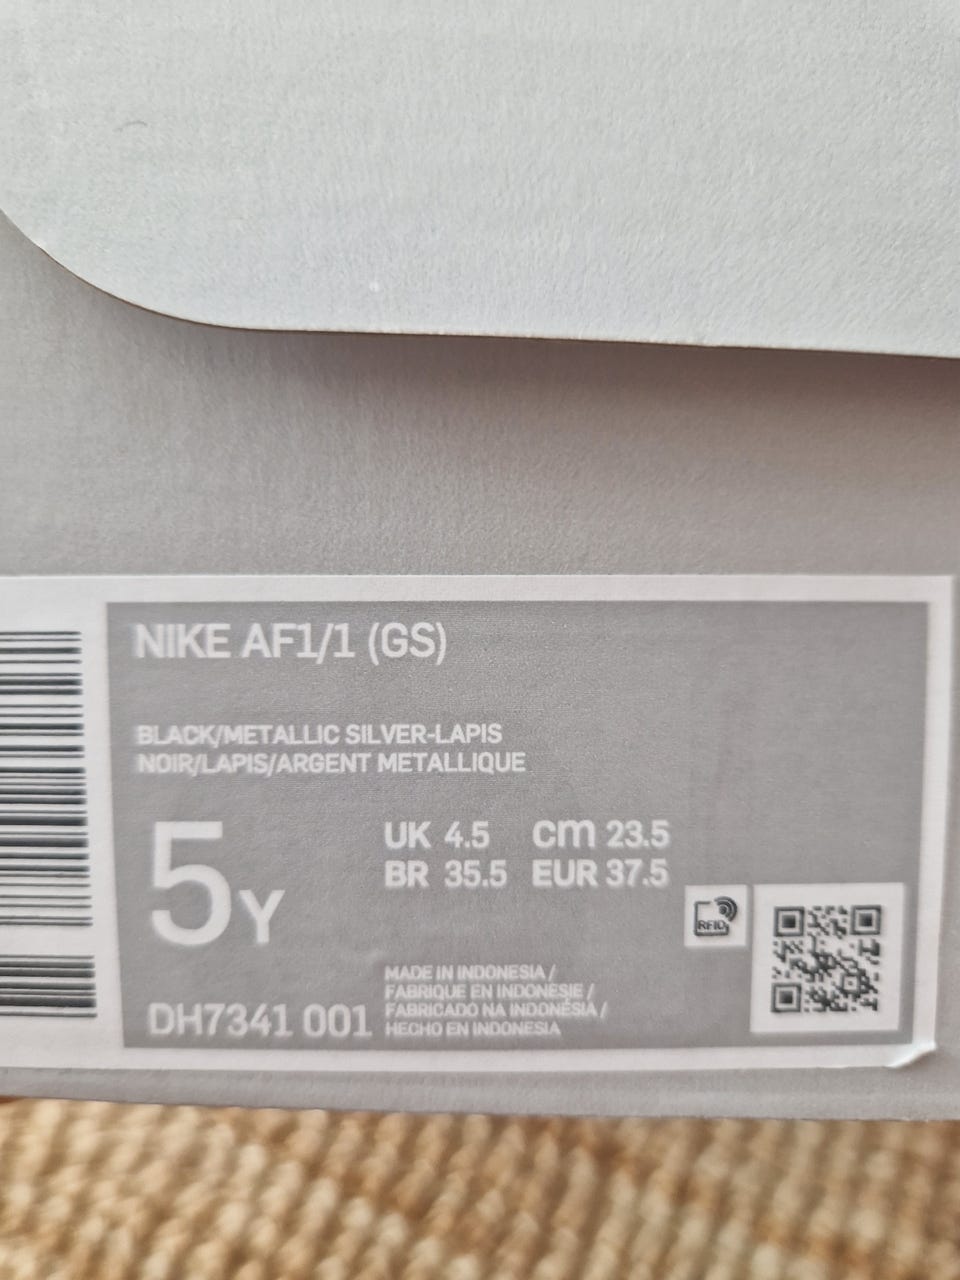 NIKE AF1/1 (GS)
BLACK/METALLIC SILVER-LAPIS
NOIR/LAPIS/ARGENT METALLIQUE
5Y
UK 4.5 cm 23.5
BR 35.5 EUR 37.5
RFID
DH7341 001
MADE IN INDONESIA /
FABRIQUE EN INDONÉSIE /
FABRICADO NA INDONÉSIA /
HECHO EN INDONESIA